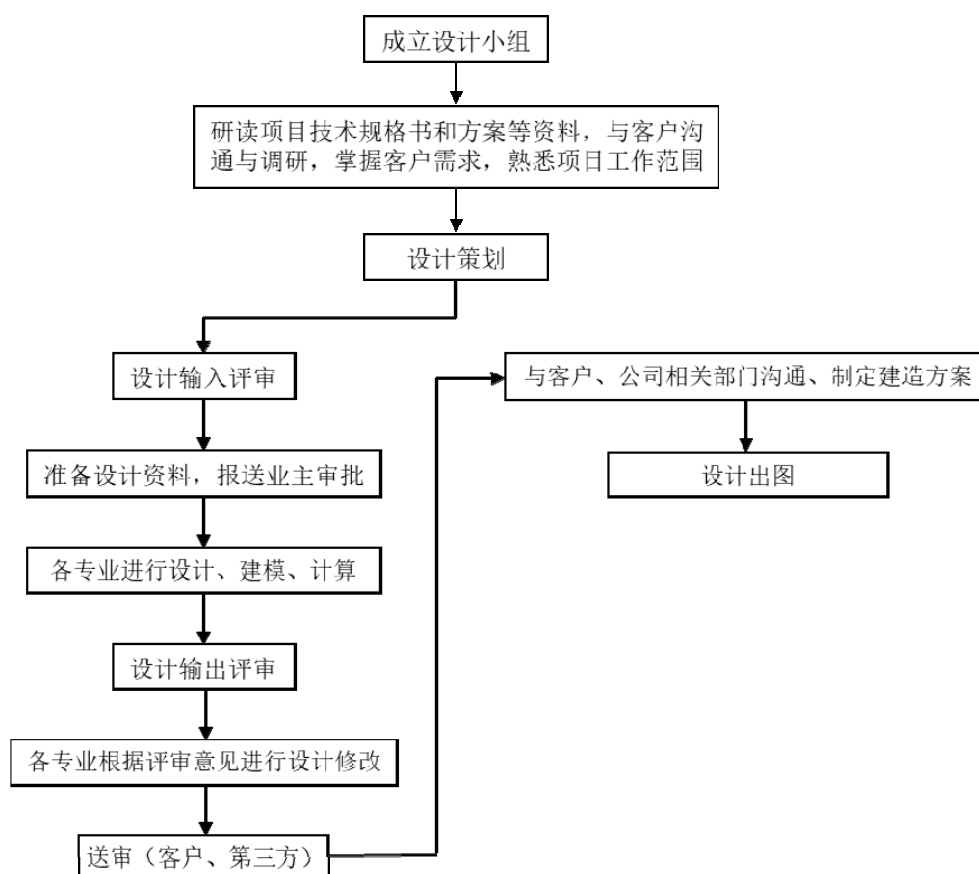 成立设计小组
研读项目技术规格书和方案等资料，与客户沟
通与调研，掌握客户需求，熟悉项日工作范围
设计策划
设计输入评审
准备设计资料，报送业主审批
各专业进行设计、建模、计算
设计输出评审
各专业根据评审意见进行设计修改
送审（客户、第三方）
与客户、公司相关部门沟通、制定建造方案
设计出图